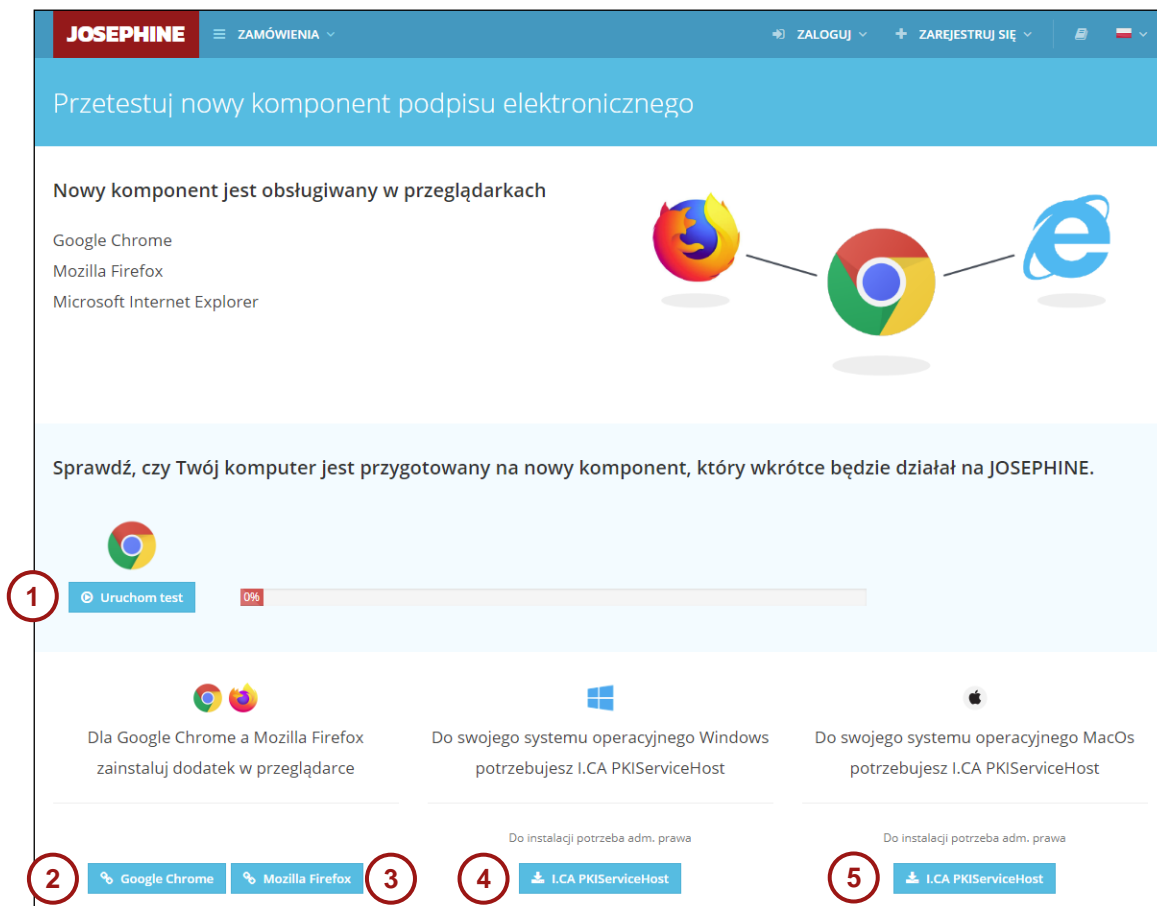 JOSEPHINE ZAMÓWIENIA ZALOGUJ ZAREJESTRUJ SIĘ
Przetestuj nowy komponent podpisu elektronicznego
Nowy komponent jest obsługiwany w przeglądarkach
Google Chrome
Mozilla Firefox
Microsoft Internet Explorer
Sprawdź, czy Twój komputer jest przygotowany na nowy komponent, który wkrótce będzie działał na JOSEPHINE.
1 Uruchom test 0%
Dla Google Chrome a Mozilla Firefox
zainstaluj dodatek w przeglądarce
Do swojego systemu operacyjnego Windows
potrzebujesz I.CA PKIServiceHost
Do swojego systemu operacyjnego MacOs
potrzebujesz I.CA PKIServiceHost
Do instalacji potrzeba adm. prawa
Do instalacji potrzeba adm. prawa
2 Google Chrome Mozilla Firefox 3 4 I.CA PKIServiceHost 5 I.CA PKIServiceHost